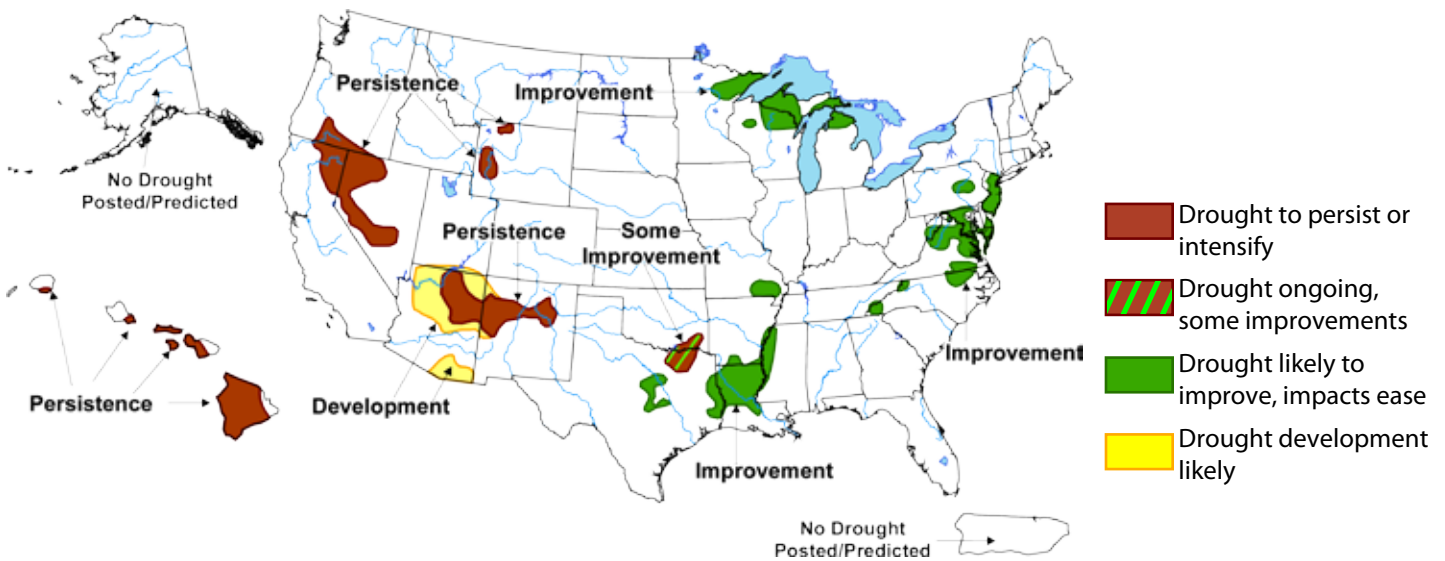 Persistence
Improvement
No Drought
Posted/Predicted
Persistence
Some
Improvement
Persistence
Development
Improvement
Improvement
No Drought
Posted/Predicted
Drought to persist or
intensify
Drought ongoing,
some improvements
Drought likely to
improve, impacts ease
Drought development
likely